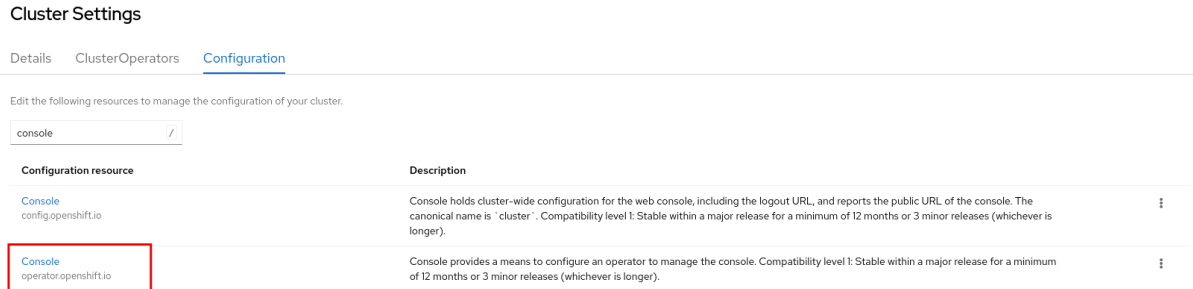 Cluster Settings
Details ClusterOperators Configuration
Edit the following resources to manage the configuration of your cluster.
console /
Configuration resource Description
Console Console holds cluster-wide configuration for the web console, including the logout URL, and reports the public URL of the console. The
config.openshift.io canonical name is `cluster`. Compatibility level 1: Stable within a major release for a minimum of 12 months or 3 minor releases (whichever is
longer).
Console Console provides a means to configure an operator to manage the console. Compatibility level 1: Stable within a major release for a minimum
operator.openshift.io of 12 months or 3 minor releases (whichever is longer).